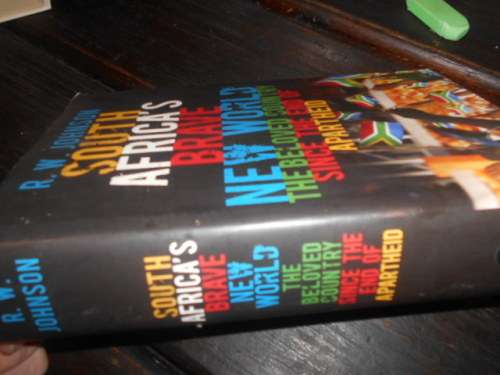 R. W. JOHNSON
SOUTH
AFRICA'S
BRAVE
NEW WORLD
THE BELOVED COUNTRY
SINCE THE END OF
APARTHEID
R. W.
JOHNSON
SOUTH
AFRICA'S
BRAVE
NEW
WORLD
THE
BELOVED
COUNTRY
SINCE THE
END OF
APARTHEID